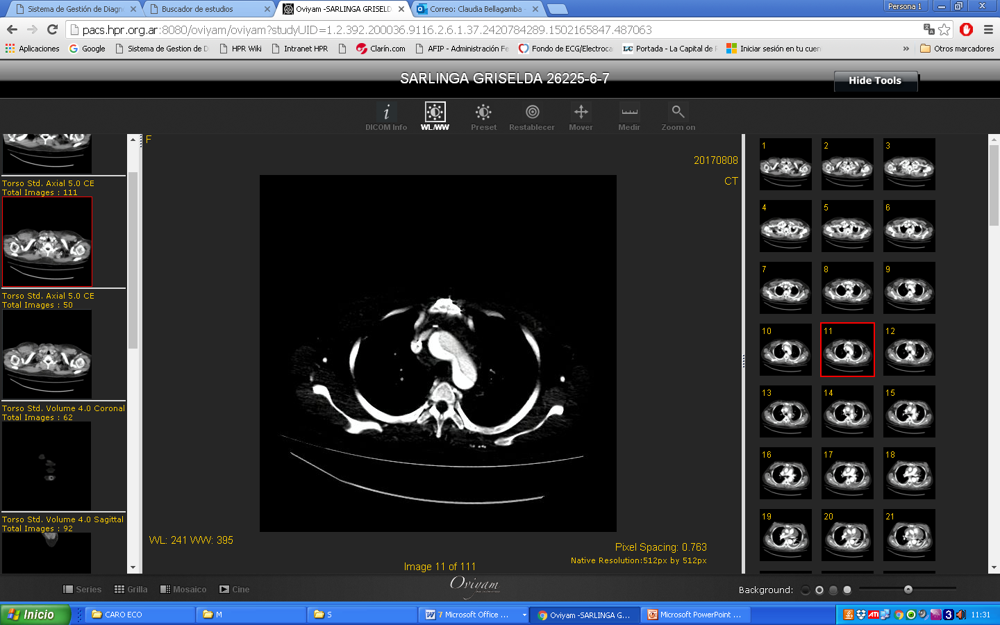 Sistema de Gestión de Diagn
Buscador de estudios
Oviyam -SARLINGA GRISELD
Correo: Claudia Bellagamba -
Persona 1
pacs.hpr.org.ar:8080/oviyam/oviyam?studyUID=1.2.392.200036.9116.2.6.1.37.2420784289.1502165847.487063
Aplicaciones
Google
Sistema de Gestion de D
HPR Wiki
Intranet HPR
Clarín.com
AFIP - Administración Fe
Fondo de ECG/Electroca
LC Portada - La Capital de R
Iniciar sesión en tu cuen
»
Otros marcadores
SARLINGA GRISELDA 26225-6-7
Hide Tools
DICOM Info
WL/WW
Preset
Restablecer
Mover
Medir
Zoom on
F
20170808
CT
Torso Std. Axial 5.0 CE
Total Images : 111
Torso Std. Axial 5.0 CE
Total Images : 50
Torso Std. Volume 4.0 Coronal
Total Images : 62
Torso Std. Volume 4.0 Sagittal
Total Images : 92
WL: 241 WW: 395
Pixel Spacing: 0.763
Native Resolution:512px by 512px
Image 11 of 111
1 2 3
4 5 6
7 8 9
10 11 12
13 14 15
16 17 18
19 20 21
Series
Grilla
Mosaico
Cine
Oviyam
Background:
Inicio
CARO ECO
M
S
7 Microsoft Office ...
Oviyam -SARLINGA G...
Microsoft PowerPoint ...
ATI
3
11:31